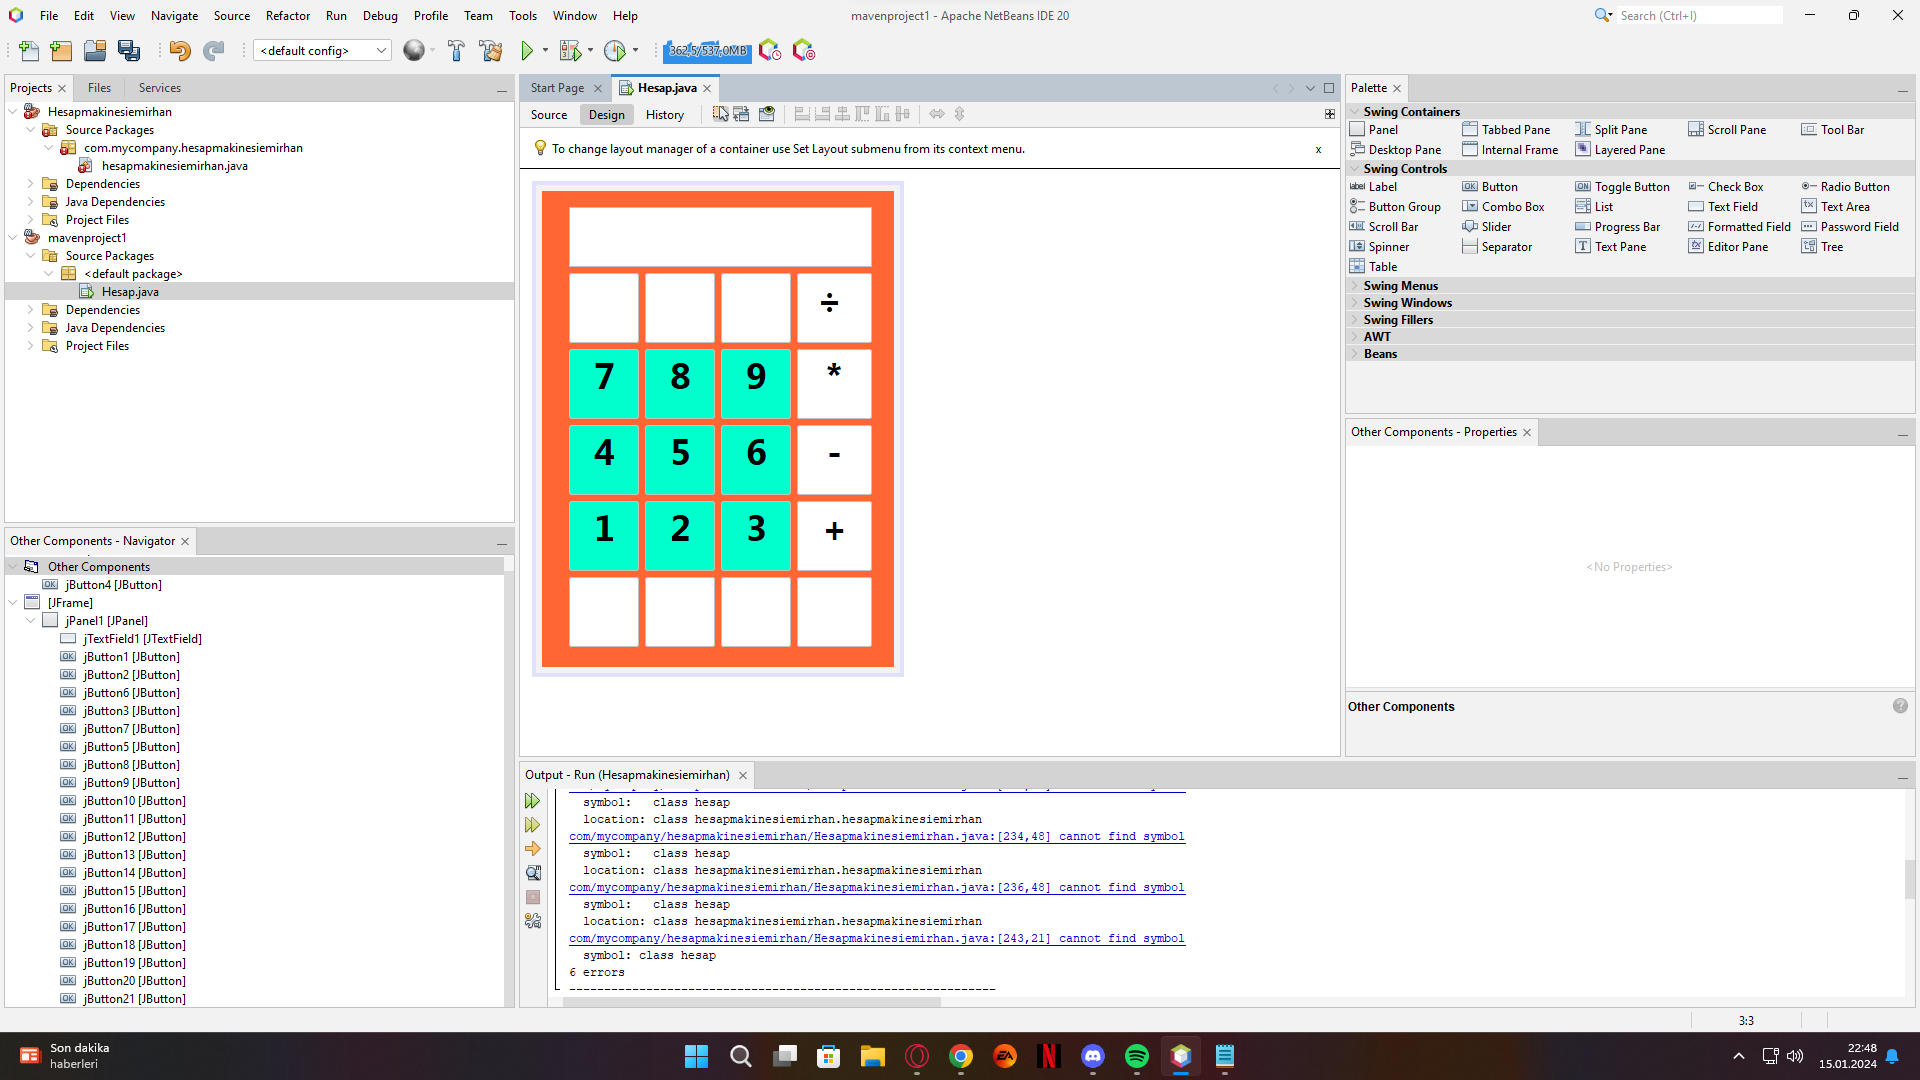 File Edit View Navigate Source Refactor Run Debug Profile Team Tools Window Help
mavenproject1 - Apache NetBeans IDE 20
Search (Ctrl+I)
<default config>
362,5/537,0MB
Projects Files Services
Hesapmakinesiemirhan
Source Packages
com.mycompany.hesapmakinesiemirhan
hesapmakinesiemirhan.java
Dependencies
Java Dependencies
Project Files
mavenproject1
Source Packages
<default package>
Hesap.java
Dependencies
Java Dependencies
Project Files
Other Components - Navigator
Other Components
jButton4 [JButton]
[JFrame]
jPanel1 [JPanel]
jTextField1 [JTextField]
jButton1 [JButton]
jButton2 [JButton]
jButton6 [JButton]
jButton3 [JButton]
jButton7 [JButton]
jButton5 [JButton]
jButton8 [JButton]
jButton9 [JButton]
jButton10 [JButton]
jButton11 [JButton]
jButton12 [JButton]
jButton13 [JButton]
jButton14 [JButton]
jButton15 [JButton]
jButton16 [JButton]
jButton17 [JButton]
jButton18 [JButton]
jButton19 [JButton]
jButton20 [JButton]
jButton21 [JButton]
Start Page Hesap.java
Source Design History
To change layout manager of a container use Set Layout submenu from its context menu.
x
÷
7 8 9 *
4 5 6 -
1 2 3 +
Output - Run (Hesapmakinesiemirhan)
symbol: class hesap
location: class hesapmakinesiemirhan.hesapmakinesiemirhan
com/mycompany/hesapmakinesiemirhan/Hesapmakinesiemirhan.java:[234,48] cannot find symbol
symbol: class hesap
location: class hesapmakinesiemirhan.hesapmakinesiemirhan
com/mycompany/hesapmakinesiemirhan/Hesapmakinesiemirhan.java:[236,48] cannot find symbol
symbol: class hesap
location: class hesapmakinesiemirhan.hesapmakinesiemirhan
com/mycompany/hesapmakinesiemirhan/Hesapmakinesiemirhan.java:[243,21] cannot find symbol
symbol: class hesap
6 errors
Palette
Swing Containers
Panel Tabbed Pane Split Pane Scroll Pane Tool Bar
Desktop Pane Internal Frame Layered Pane
Swing Controls
Label Button Toggle Button Check Box Radio Button
Button Group Combo Box List Text Field Text Area
Scroll Bar Slider Progress Bar Formatted Field Password Field
Spinner Separator Text Pane Editor Pane Tree
Table
Swing Menus
Swing Windows
Swing Fillers
AWT
Beans
Other Components - Properties
<No Properties>
Other Components
3:3
Son dakika
haberleri
22:48
15.01.2024